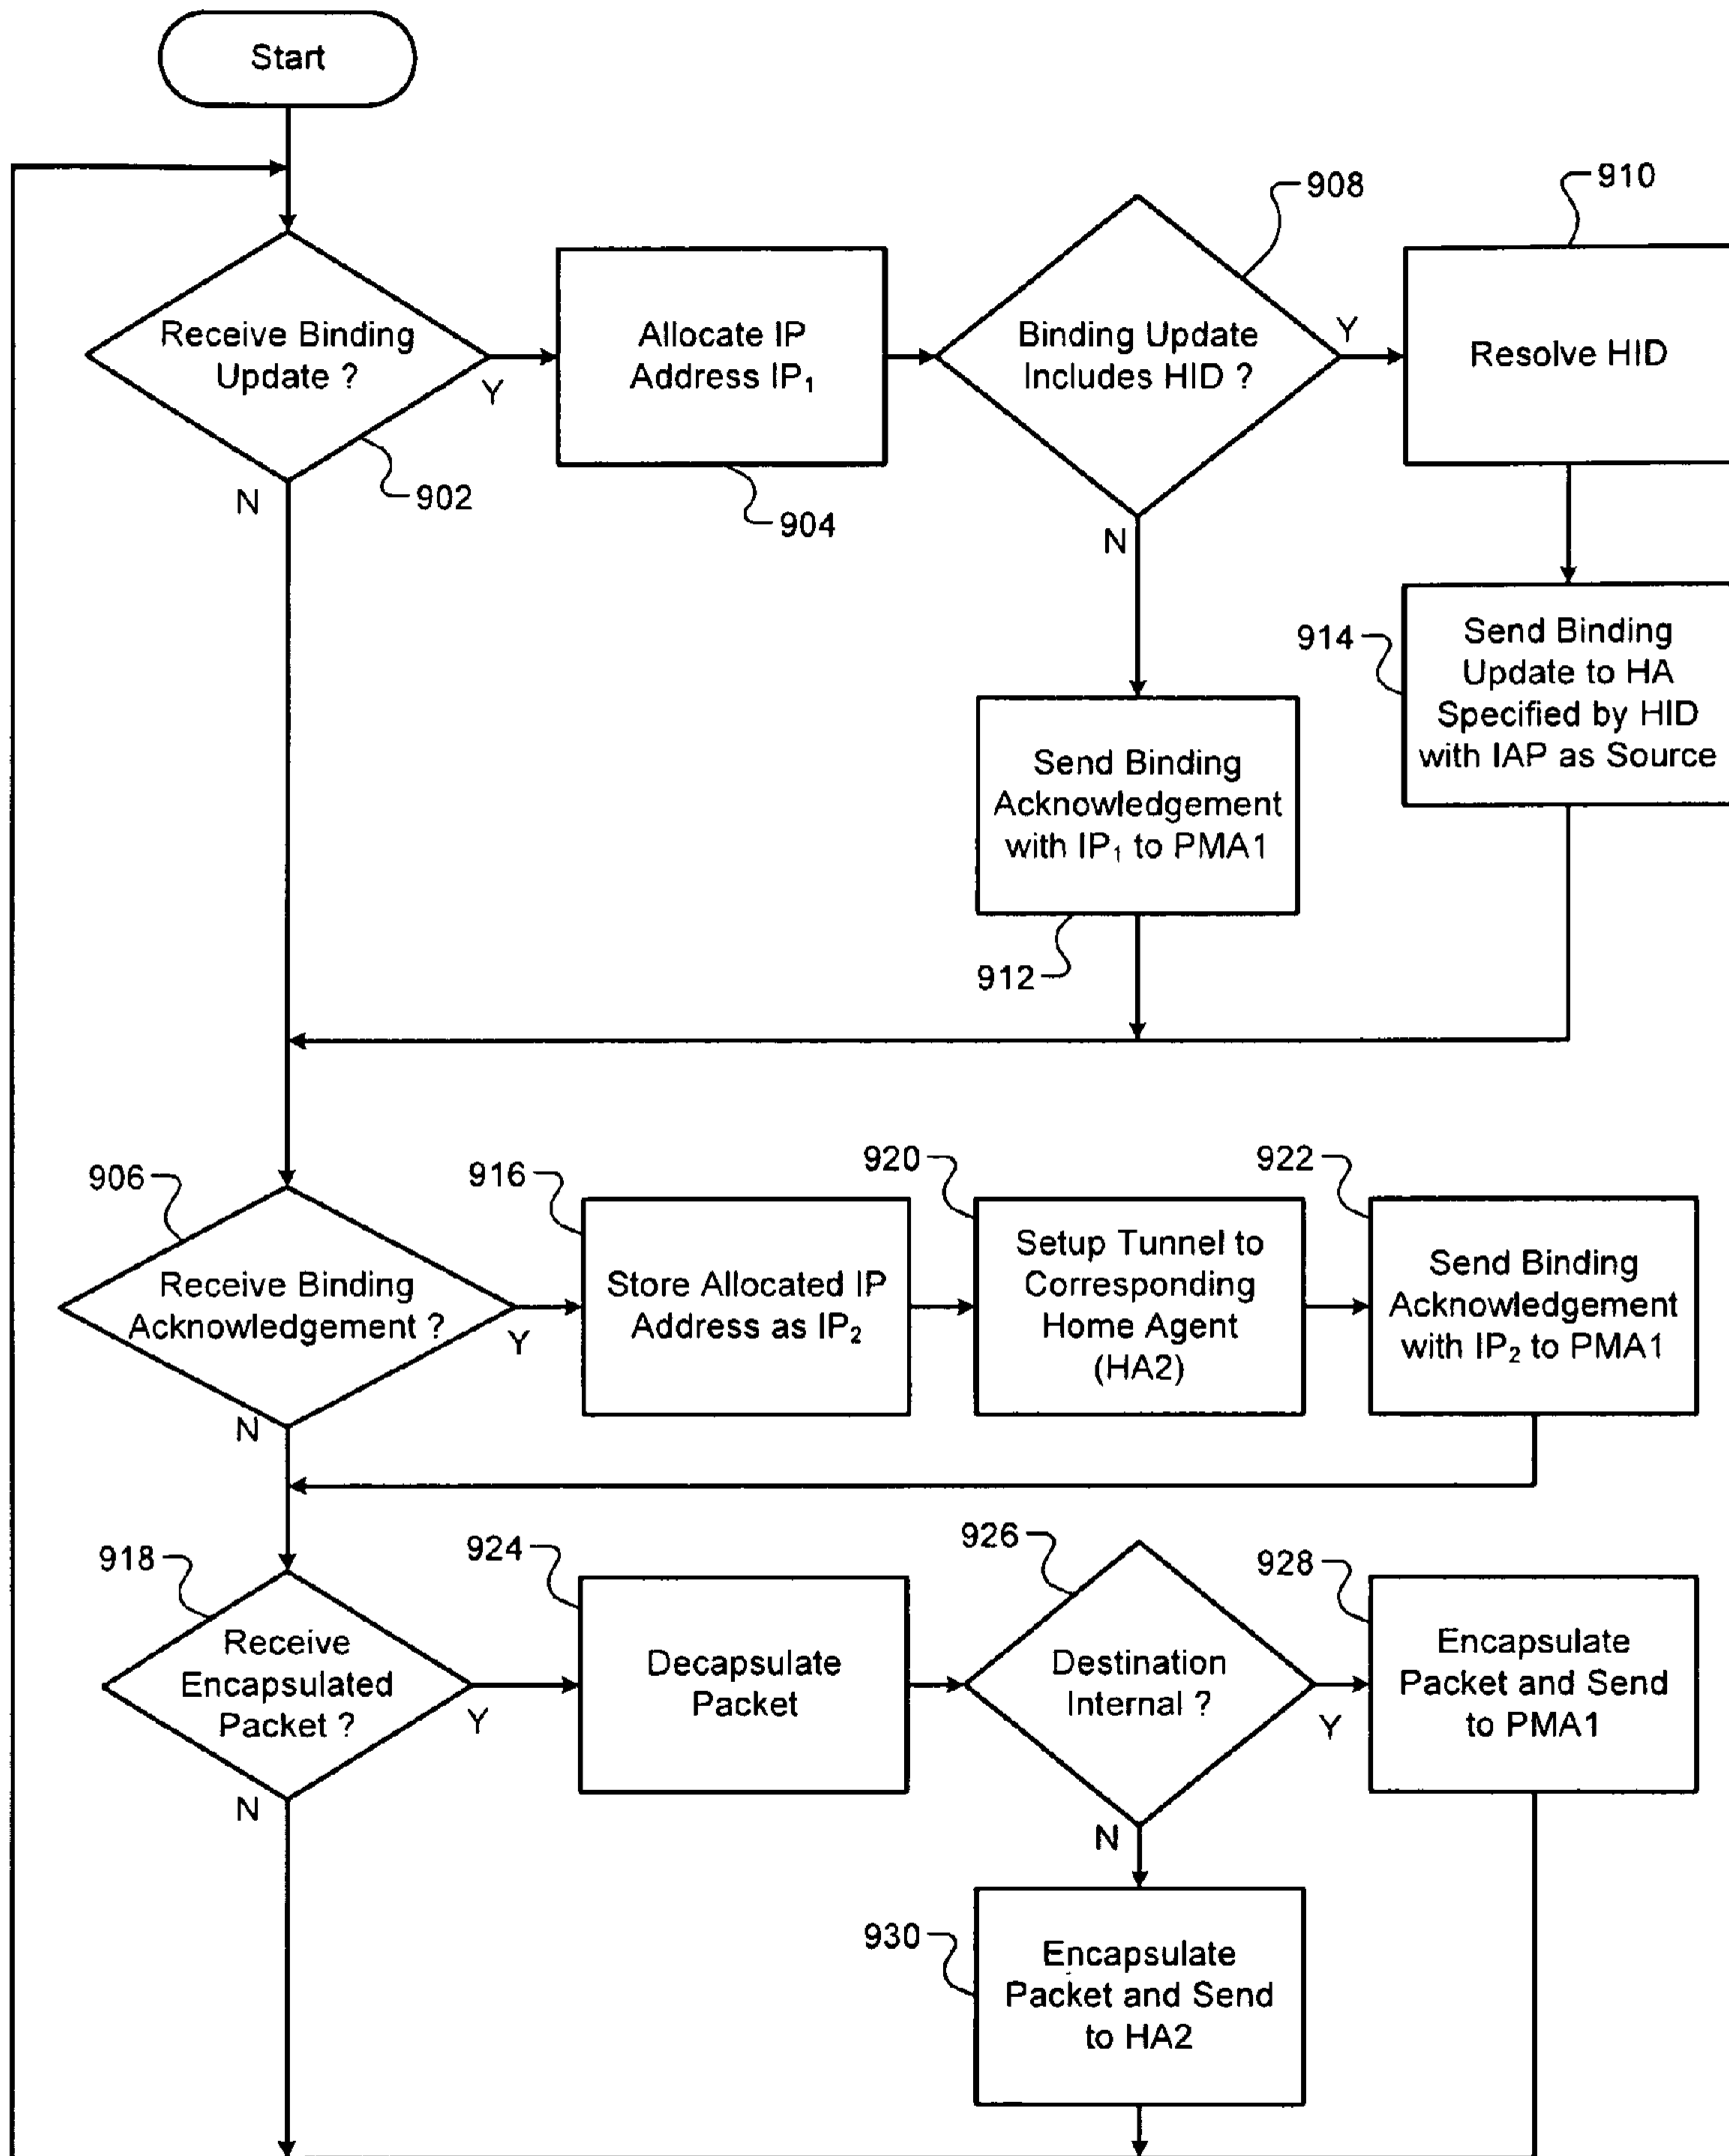 Start
Receive Binding
Update ?
Y
N
902
Allocate IP
Address IP₁
904
Binding Update
Includes HID ?
908
Y
N
Resolve HID
910
Send Binding
Update to HA
Specified by HID
with IAP as Source
914
Send Binding
Acknowledgement
with IP₁ to PMA1
912
906
Receive Binding
Acknowledgement ?
Y
N
916
Store Allocated IP
Address as IP₂
920
Setup Tunnel to
Corresponding
Home Agent
(HA2)
922
Send Binding
Acknowledgement
with IP₂ to PMA1
918
Receive
Encapsulated
Packet ?
Y
N
924
Decapsulate
Packet
926
Destination
Internal ?
Y
N
928
Encapsulate
Packet and Send
to PMA1
930
Encapsulate
Packet and Send
to HA2